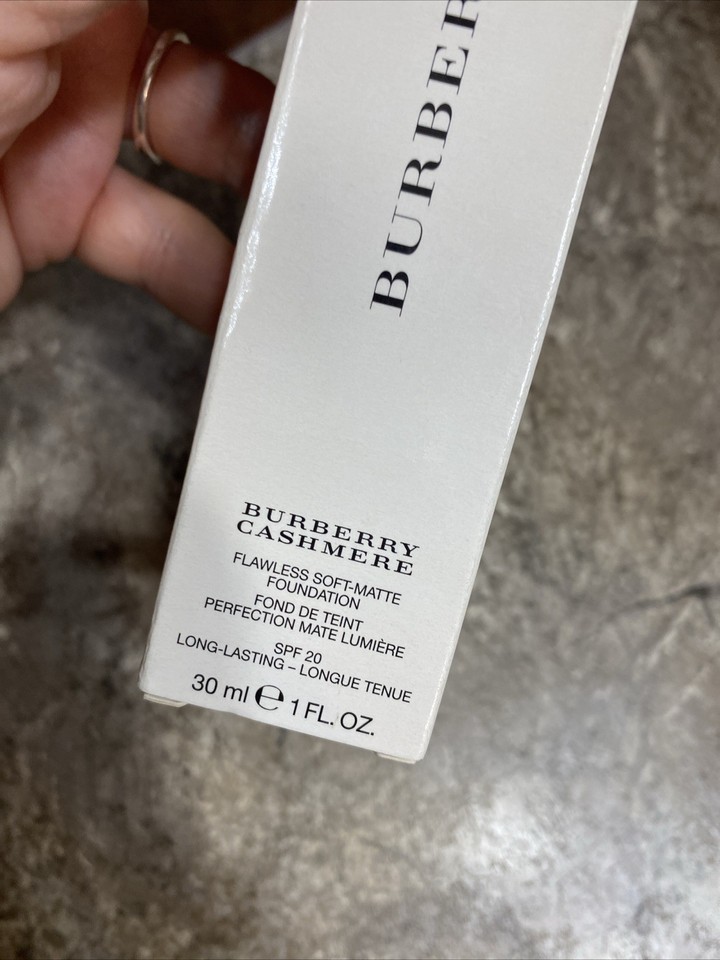 BURBER
BURBERRY
CASHMERE
FLAWLESS SOFT-MATTE
FOUNDATION
FOND DE TEINT
PERFECTION MATE LUMIÈRE
SPF 20
LONG-LASTING – LONGUE TENUE
30 ml ℮ 1 FL. OZ.